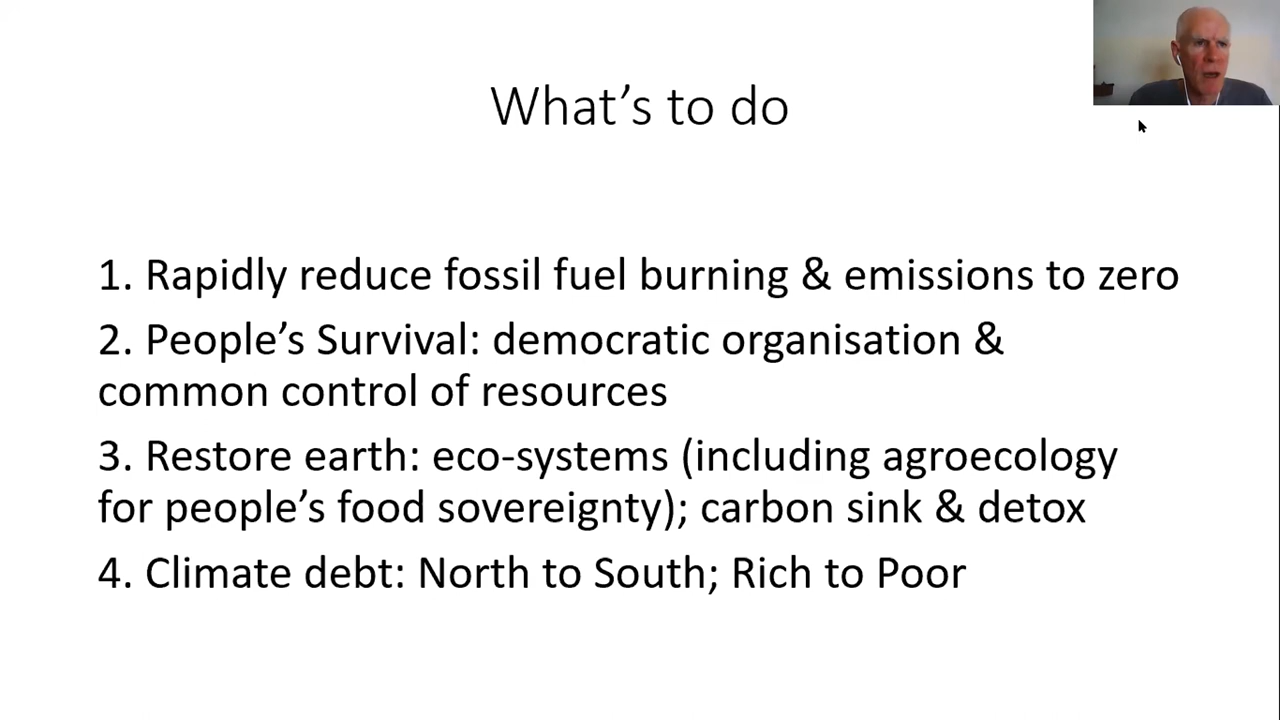 What’s to do
1. Rapidly reduce fossil fuel burning & emissions to zero
2. People’s Survival: democratic organisation &
common control of resources
3. Restore earth: eco-systems (including agroecology
for people’s food sovereignty); carbon sink & detox
4. Climate debt: North to South; Rich to Poor